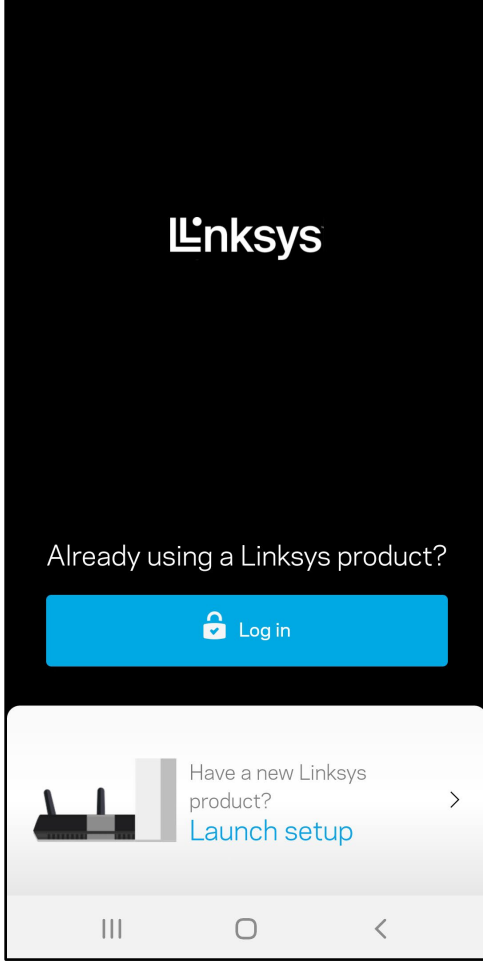 Linksys
Already using a Linksys product?
Log in
Have a new Linksys
product?
Launch setup